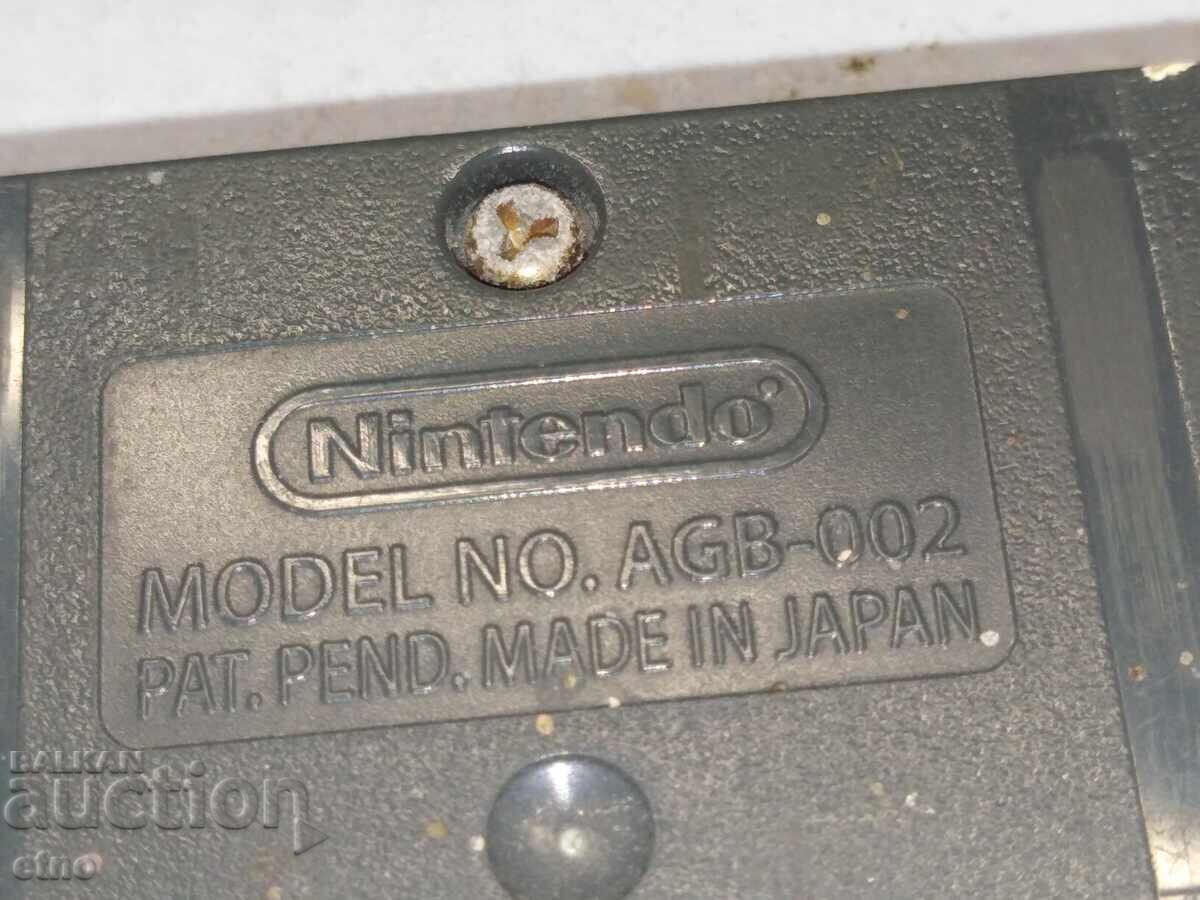 Nintendo®
MODEL NO. AGB-002
PAT. PEND. MADE IN JAPAN
BALKAN
auction
etno